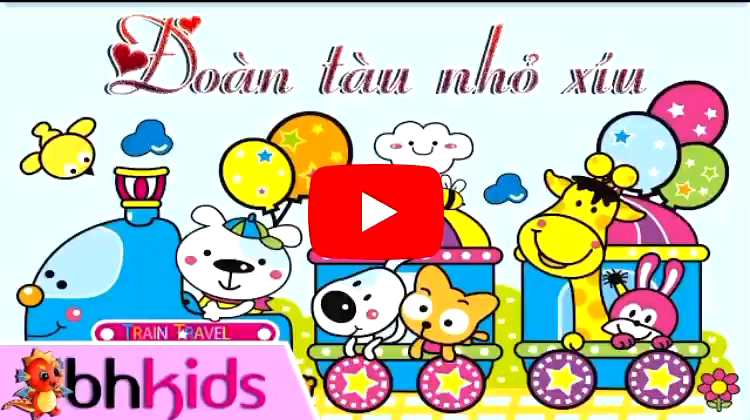 Đoàn tàu nhỏ xíu
TRAIN TRAVEL
bhkids